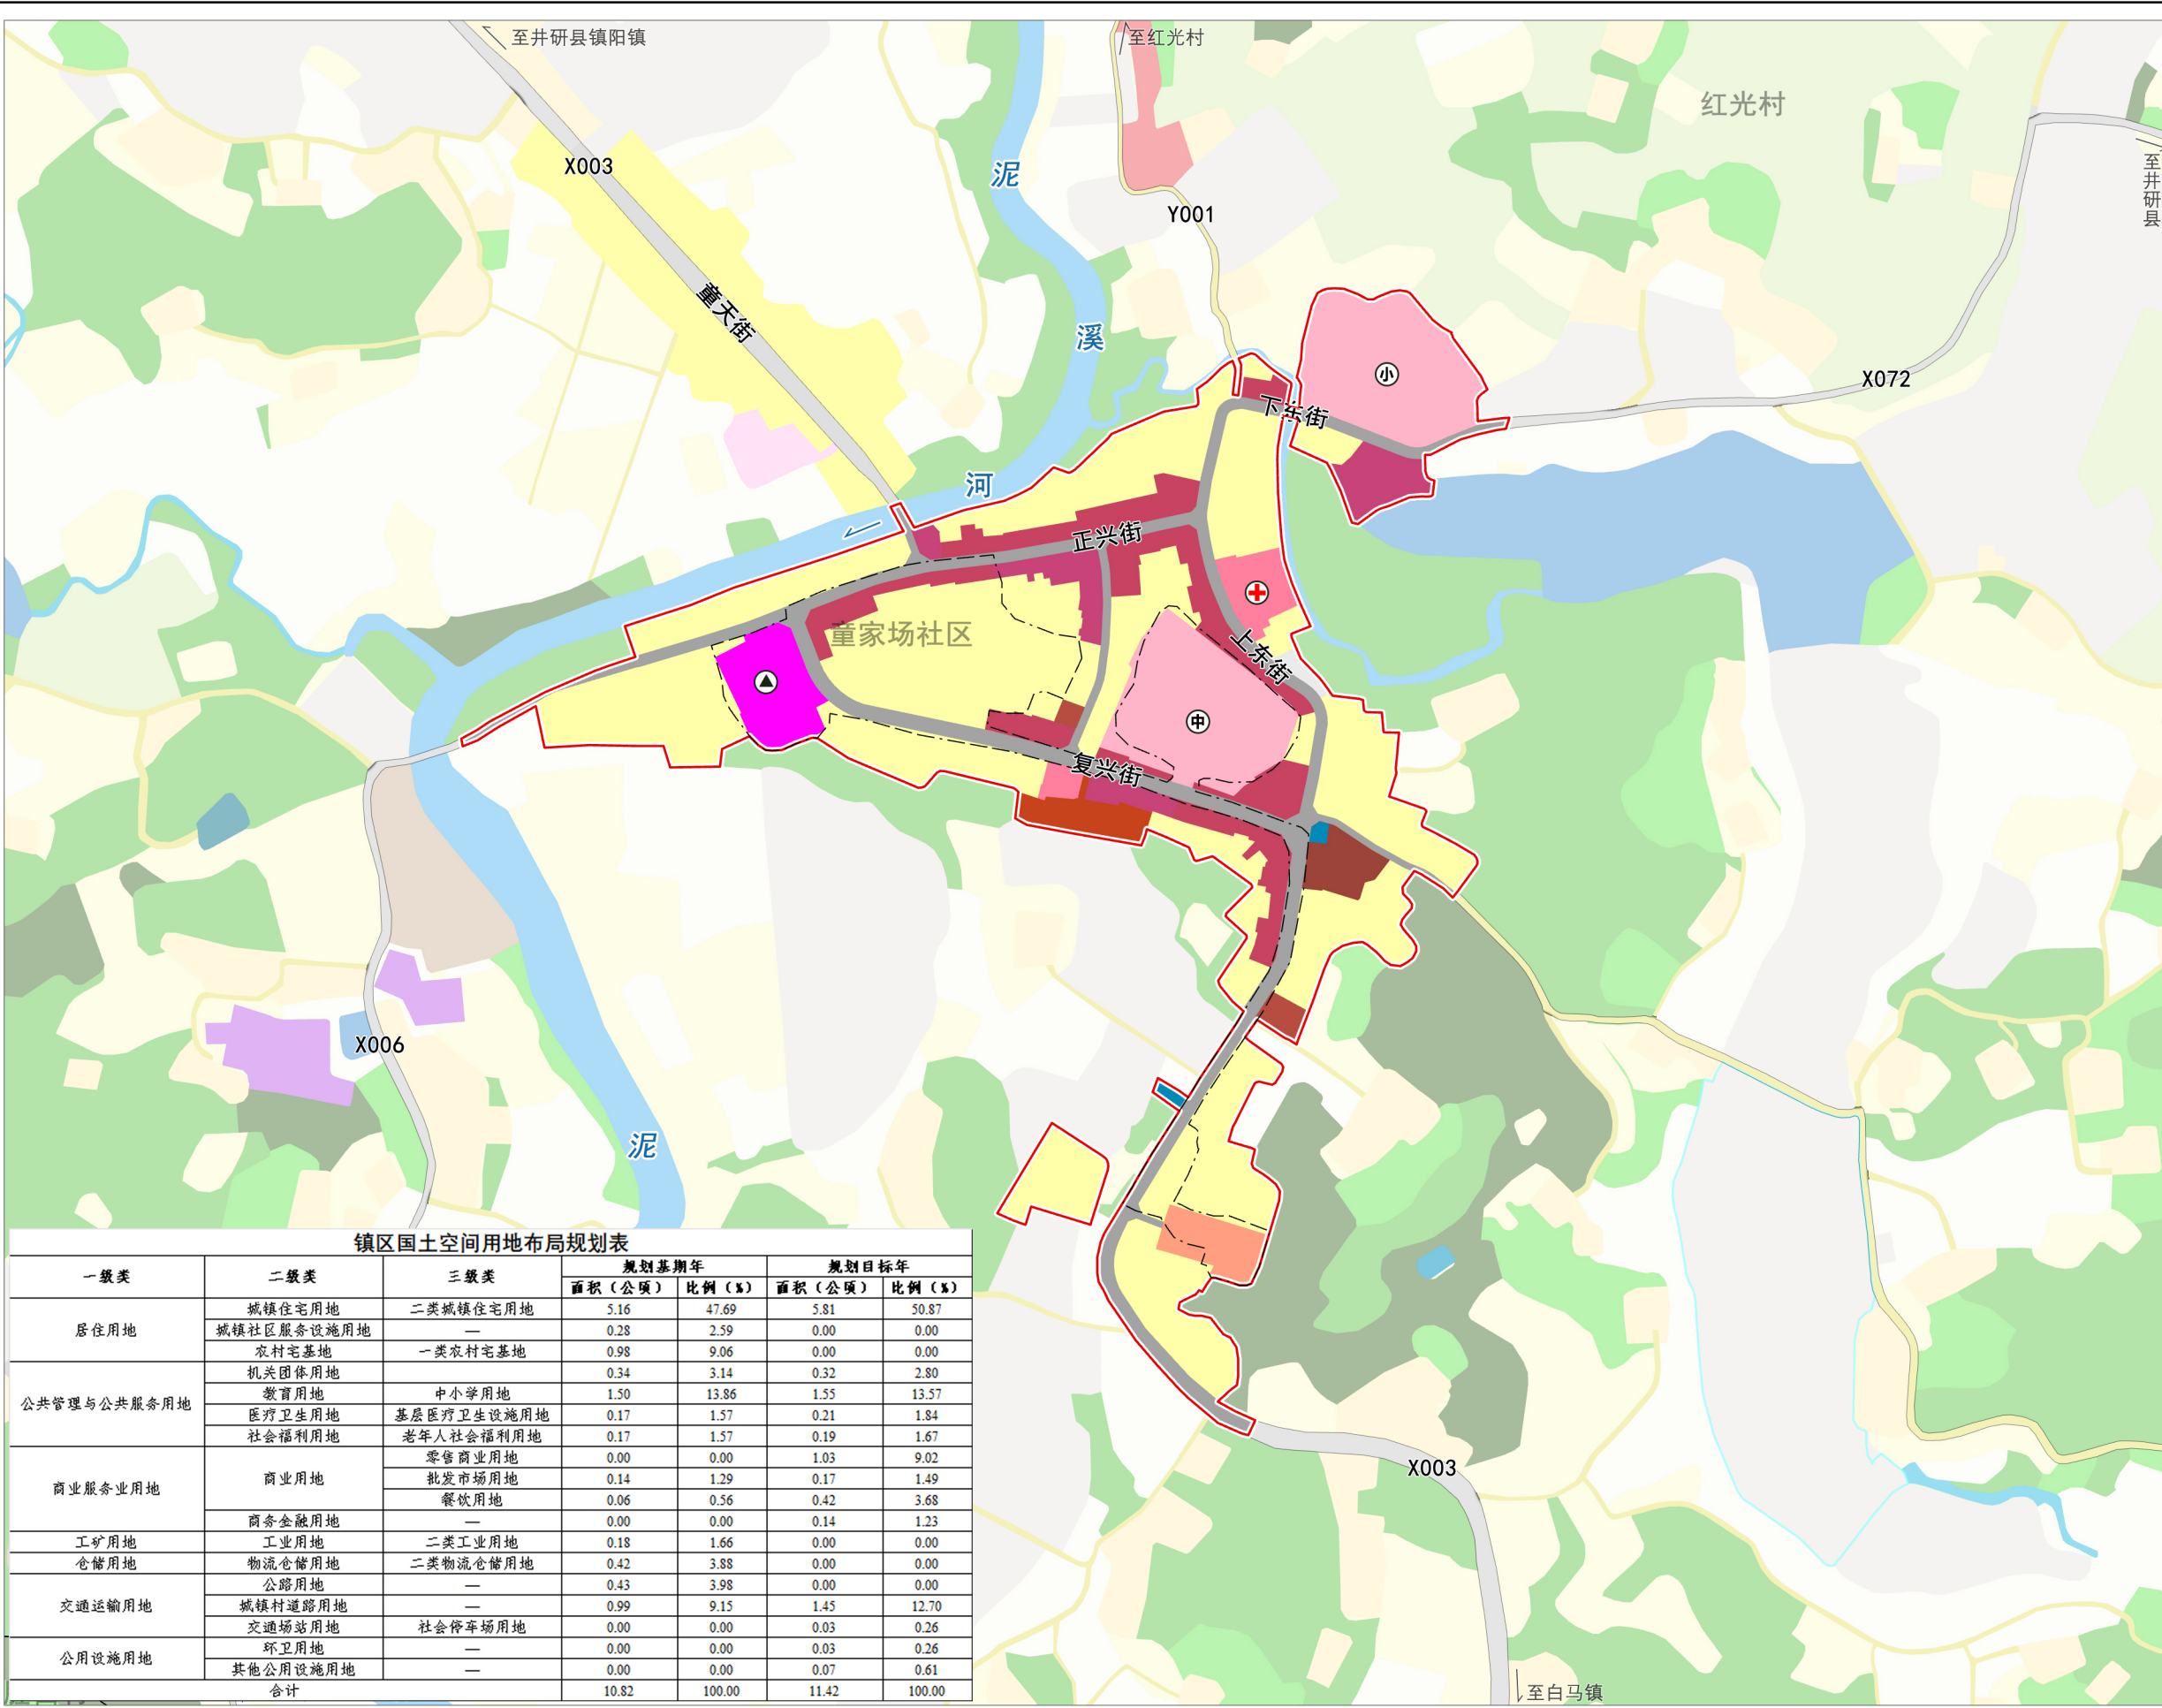 至井研县镇阳镇
至红光村
红光村
至井研县
X003
泥
Y001
童天街
溪
X072
小
下东街
河
正兴街
童家场社区
上东街
中
复兴街
X006
泥
X003
至白马镇
镇区国土空间用地布局规划表
一级类 二级类 三级类 规划基期年 规划目标年
面积（公顷） 比例（%） 面积（公顷） 比例（%）
居住用地 城镇住宅用地 二类城镇住宅用地 5.16 47.69 5.81 50.87
城镇社区服务设施用地 — 0.28 2.59 0.00 0.00
农村宅基地 一类农村宅基地 0.98 9.06 0.00 0.00
公共管理与公共服务用地 机关团体用地 0.34 3.14 0.32 2.80
教育用地 中小学用地 1.50 13.86 1.55 13.57
医疗卫生用地 基层医疗卫生设施用地 0.17 1.57 0.21 1.84
社会福利用地 老年人社会福利用地 0.17 1.57 0.19 1.67
商业服务业用地 商业用地 零售商业用地 0.00 0.00 1.03 9.02
批发市场用地 0.14 1.29 0.17 1.49
餐饮用地 0.06 0.56 0.42 3.68
商务金融用地 — 0.00 0.00 0.14 1.23
工矿用地 工业用地 二类工业用地 0.18 1.66 0.00 0.00
仓储用地 物流仓储用地 二类物流仓储用地 0.42 3.88 0.00 0.00
交通运输用地 公路用地 — 0.43 3.98 0.00 0.00
城镇村道路用地 — 0.99 9.15 1.45 12.70
交通场站用地 社会停车场用地 0.00 0.00 0.03 0.26
公用设施用地 环卫用地 — 0.00 0.00 0.03 0.26
其他公用设施用地 — 0.00 0.00 0.07 0.61
合计 10.82 100.00 11.42 100.00